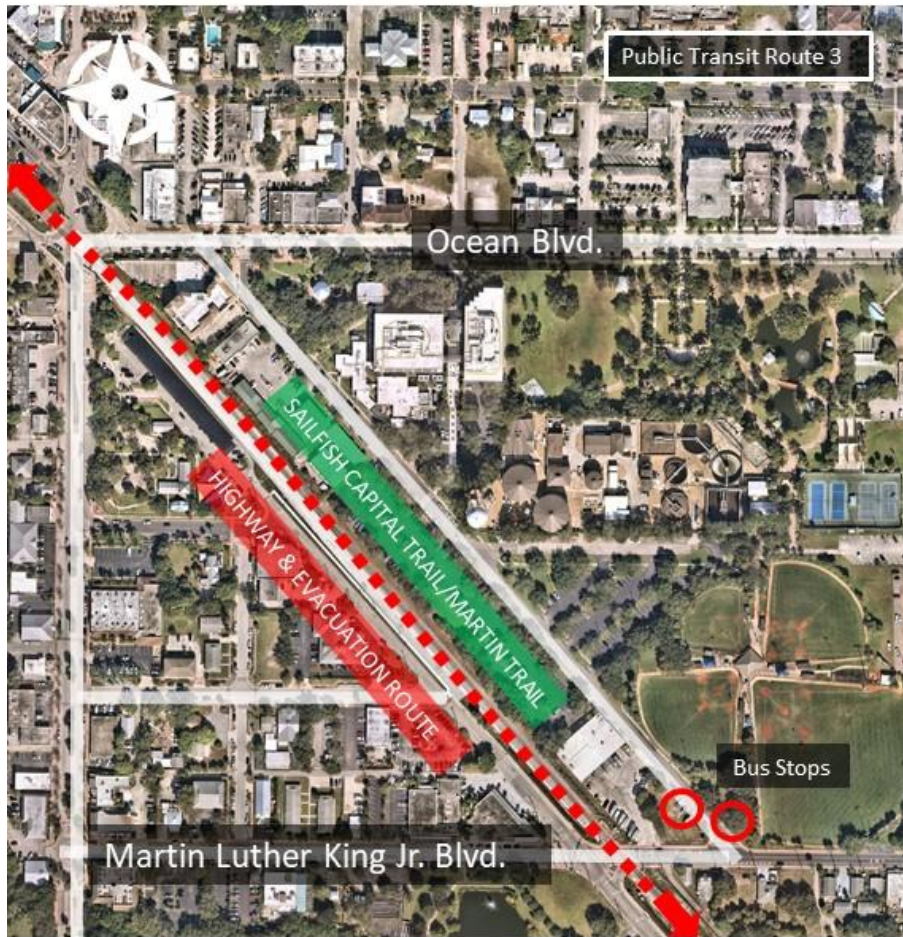 Public Transit Route 3
Ocean Blvd.
SAILFISH CAPITAL TRAIL/MARTIN TRAIL
HIGHWAY & EVACUATION ROUTE
Bus Stops
Martin Luther King Jr. Blvd.